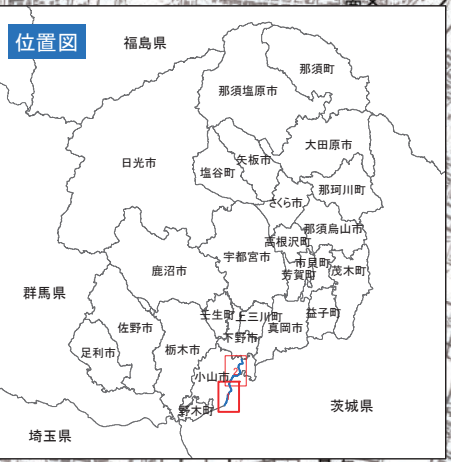 位置図
福島県
那須町
那須塩原市
大田原市
日光市
矢板市
塩谷町
那珂川町
さくら市
那須烏山市
高根沢町
宇都宮市
市貝町
茂木町
芳賀町
鹿沼市
群馬県
壬生町
上三川町
益子町
真岡市
佐野市
下野市
足利市
栃木市
小山市
2
野木町
茨城県
埼玉県